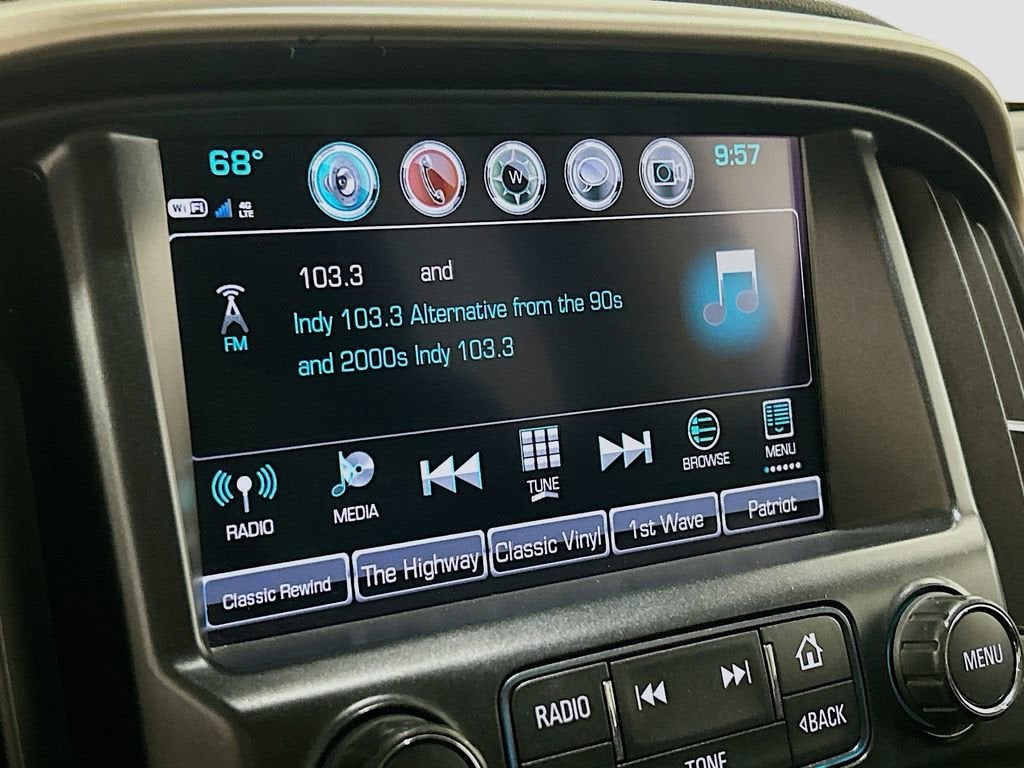 68°
9:57
WiFi
4G
LTE
W
103.3 and
Indy 103.3 Alternative from the 90s
and 2000s Indy 103.3
FM
RADIO
MEDIA
TUNE
BROWSE
MENU
Classic Rewind
The Highway
Classic Vinyl
1st Wave
Patriot
RADIO
BACK
MENU
TONE